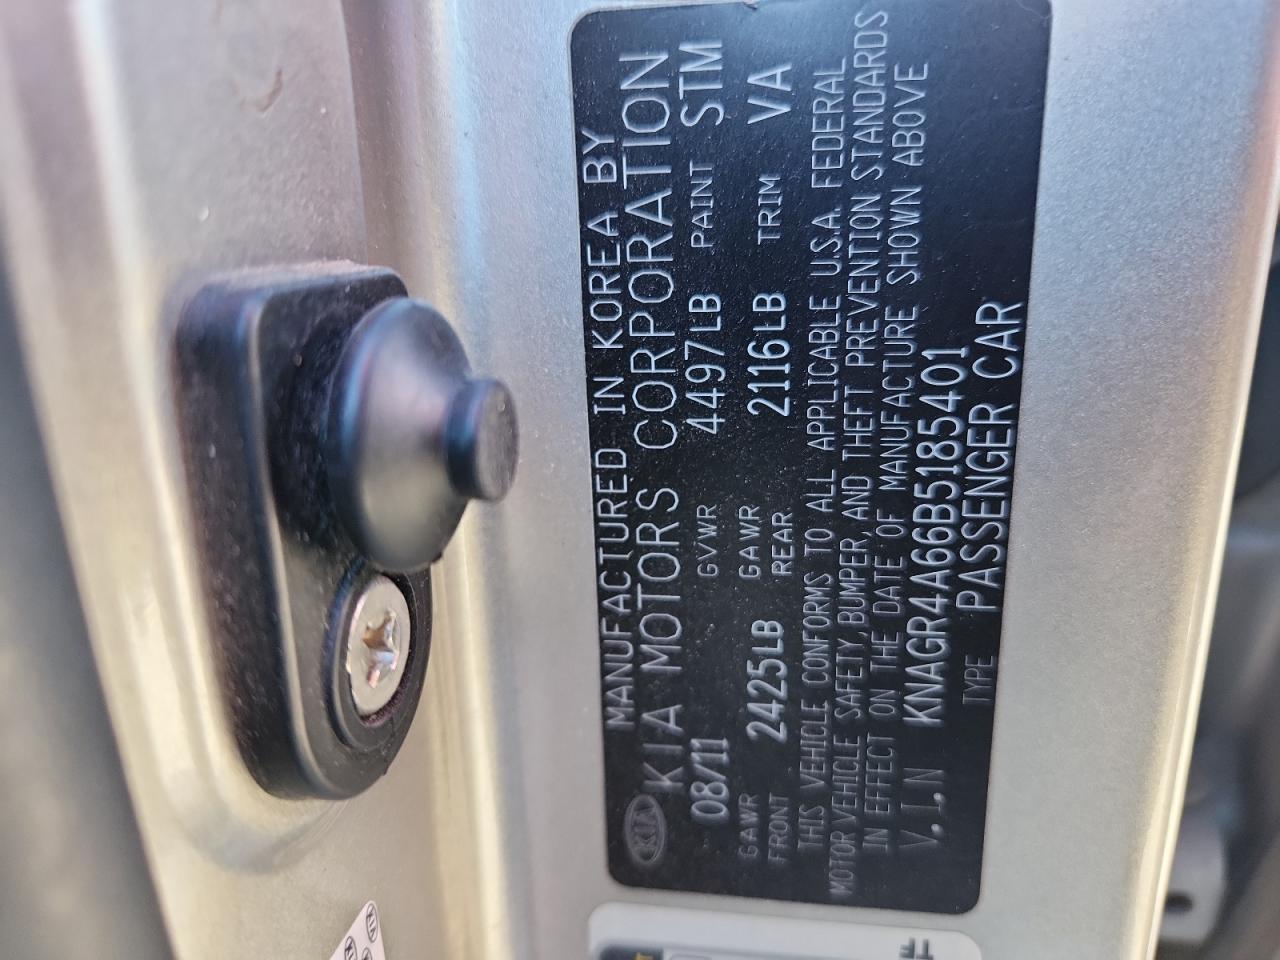 MANUFACTURED IN KOREA BY
KIA KIA MOTORS CORPORATION
08/11 GVWR 4497LB PAINT STM
GAWR FRONT 2425LB GAWR REAR 2116LB TRIM VA
THIS VEHICLE CONFORMS TO ALL APPLICABLE U.S.A. FEDERAL
MOTOR VEHICLE SAFETY, BUMPER, AND THEFT PREVENTION STANDARDS
IN EFFECT ON THE DATE OF MANUFACTURE SHOWN ABOVE
V.I.N KNAGR4A66B5185401
TYPE PASSENGER CAR
KIA